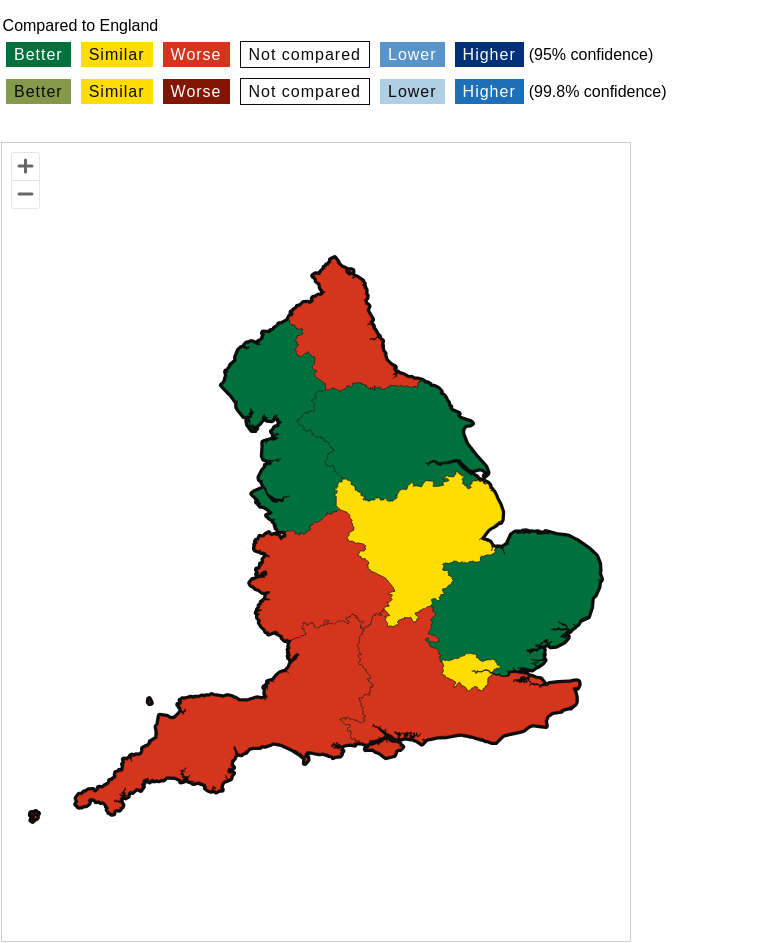 Compared to England
Better Similar Worse Not compared Lower Higher (95% confidence)
Better Similar Worse Not compared Lower Higher (99.8% confidence)
+
−